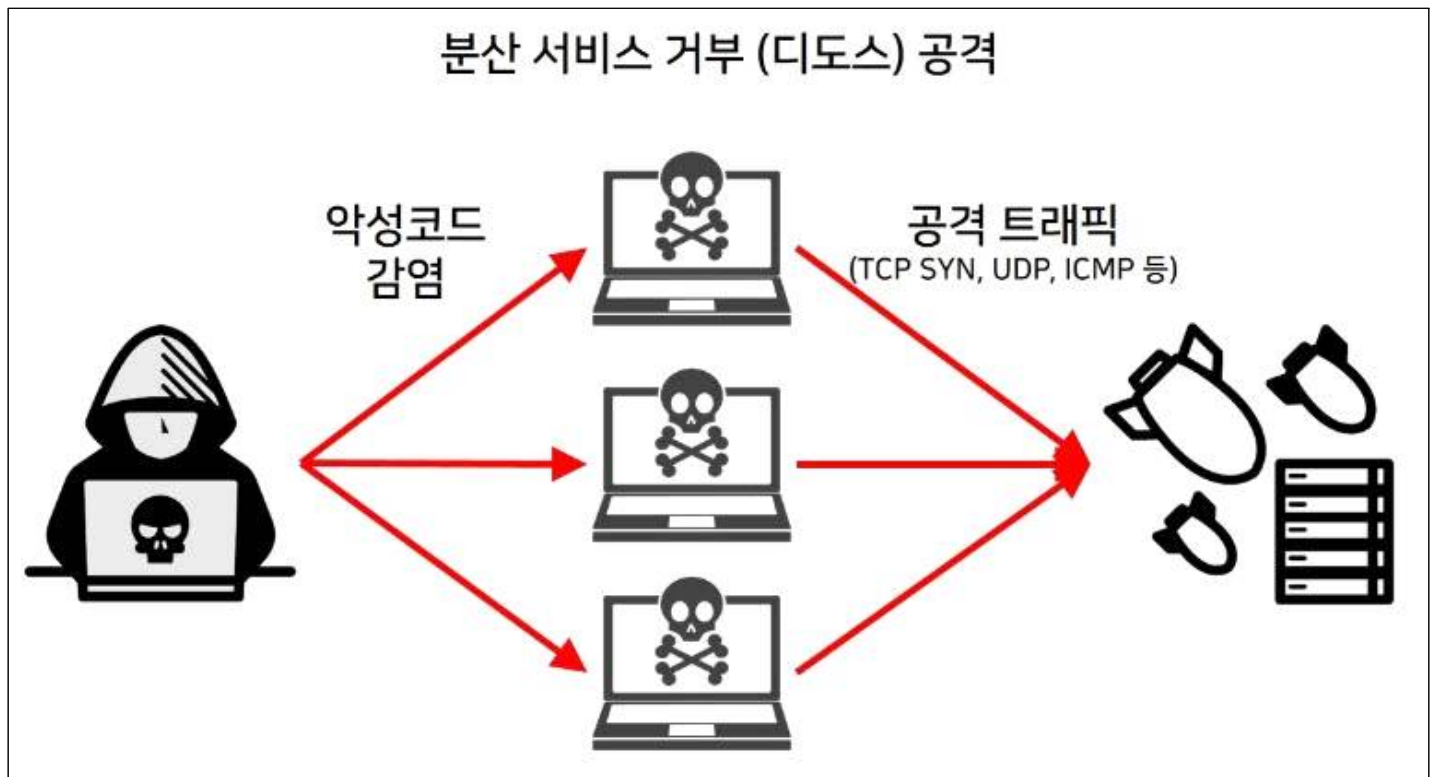 분산 서비스 거부 (디도스) 공격
악성코드
감염
공격 트래픽
(TCP SYN, UDP, ICMP 등)